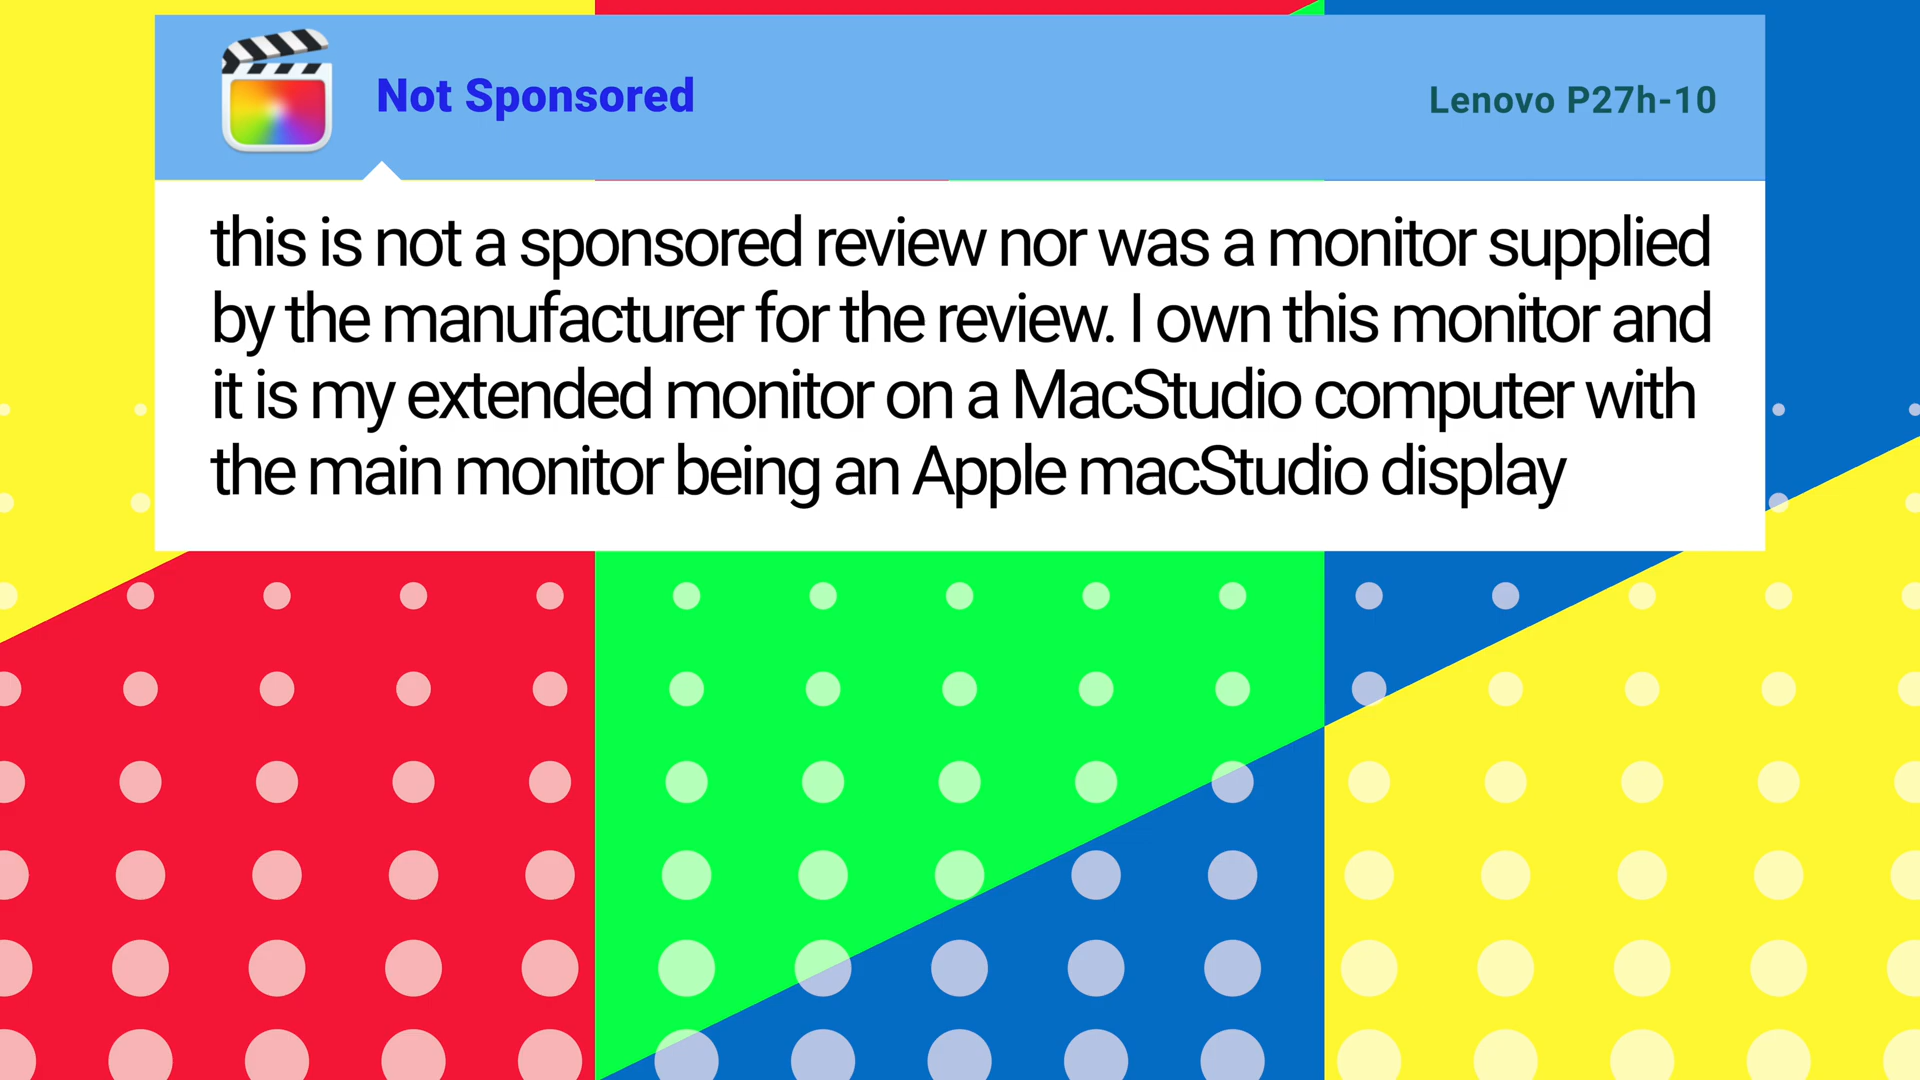 Not Sponsored
Lenovo P27h-10
this is not a sponsored review nor was a monitor supplied
by the manufacturer for the review. I own this monitor and
it is my extended monitor on a MacStudio computer with
the main monitor being an Apple macStudio display